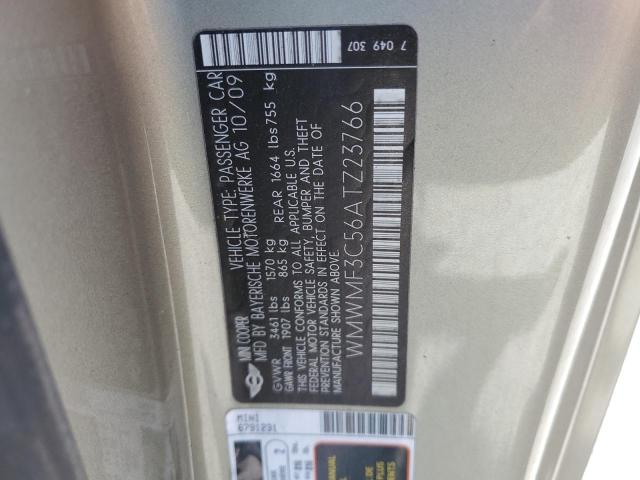 MINI COOPER
VEHICLE TYPE: PASSENGER CAR
MFD BY BAYERISCHE MOTORENWERKE AG 10/09
GVWR 3461 lbs 1570 kg
GAWR FRONT 1907 lbs 865 kg REAR 1664 lbs 755 kg
THIS VEHICLE CONFORMS TO ALL APPLICABLE U.S.
FEDERAL MOTOR VEHICLE SAFETY, BUMPER AND THEFT
PREVENTION STANDARDS IN EFFECT ON THE DATE OF
MANUFACTURE SHOWN ABOVE.
WMWMF3C56ATZ23766
7 049 307
MINI
6791231
2
MANUAL